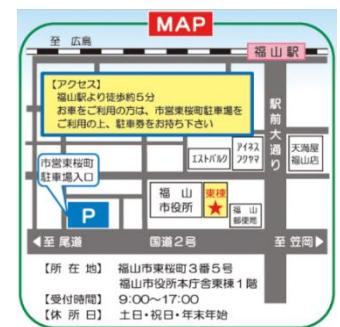 MAP
至 広島
福山駅
【アクセス】
福山駅より徒歩約5分
お車をご利用の方は、市営東桜町駐車場を
ご利用の上、駐車券をお持ち下さい
駅前大通り
エストパルク
アイネス
フクヤマ
天満屋
福山店
市営東桜町
駐車場入口
P
福山
市役所
東棟
★
福山
郵便局
◀至 尾道
国道2号
至 笠岡▶
【所 在 地】 福山市東桜町3番5号
福山市役所本庁舎東棟1階
【受付時間】 9:00〜17:00
【休 所 日】 土日・祝日・年末年始